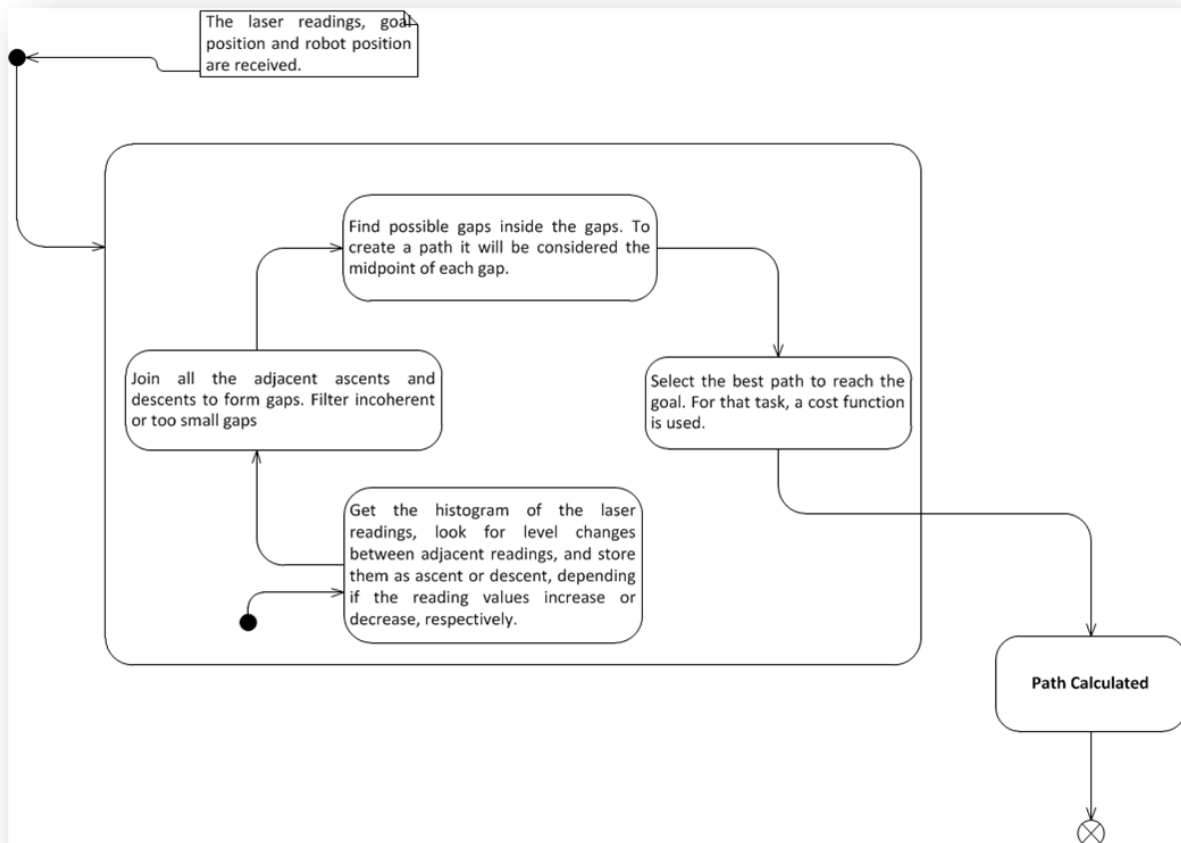 The laser readings, goal
position and robot position
are received.
Find possible gaps inside the gaps. To
create a path it will be considered the
midpoint of each gap.
Join all the adjacent ascents and
descents to form gaps. Filter incoherent
or too small gaps
Select the best path to reach the
goal. For that task, a cost function
is used.
Get the histogram of the laser
readings, look for level changes
between adjacent readings, and store
them as ascent or descent, depending
if the reading values increase or
decrease, respectively.
Path Calculated